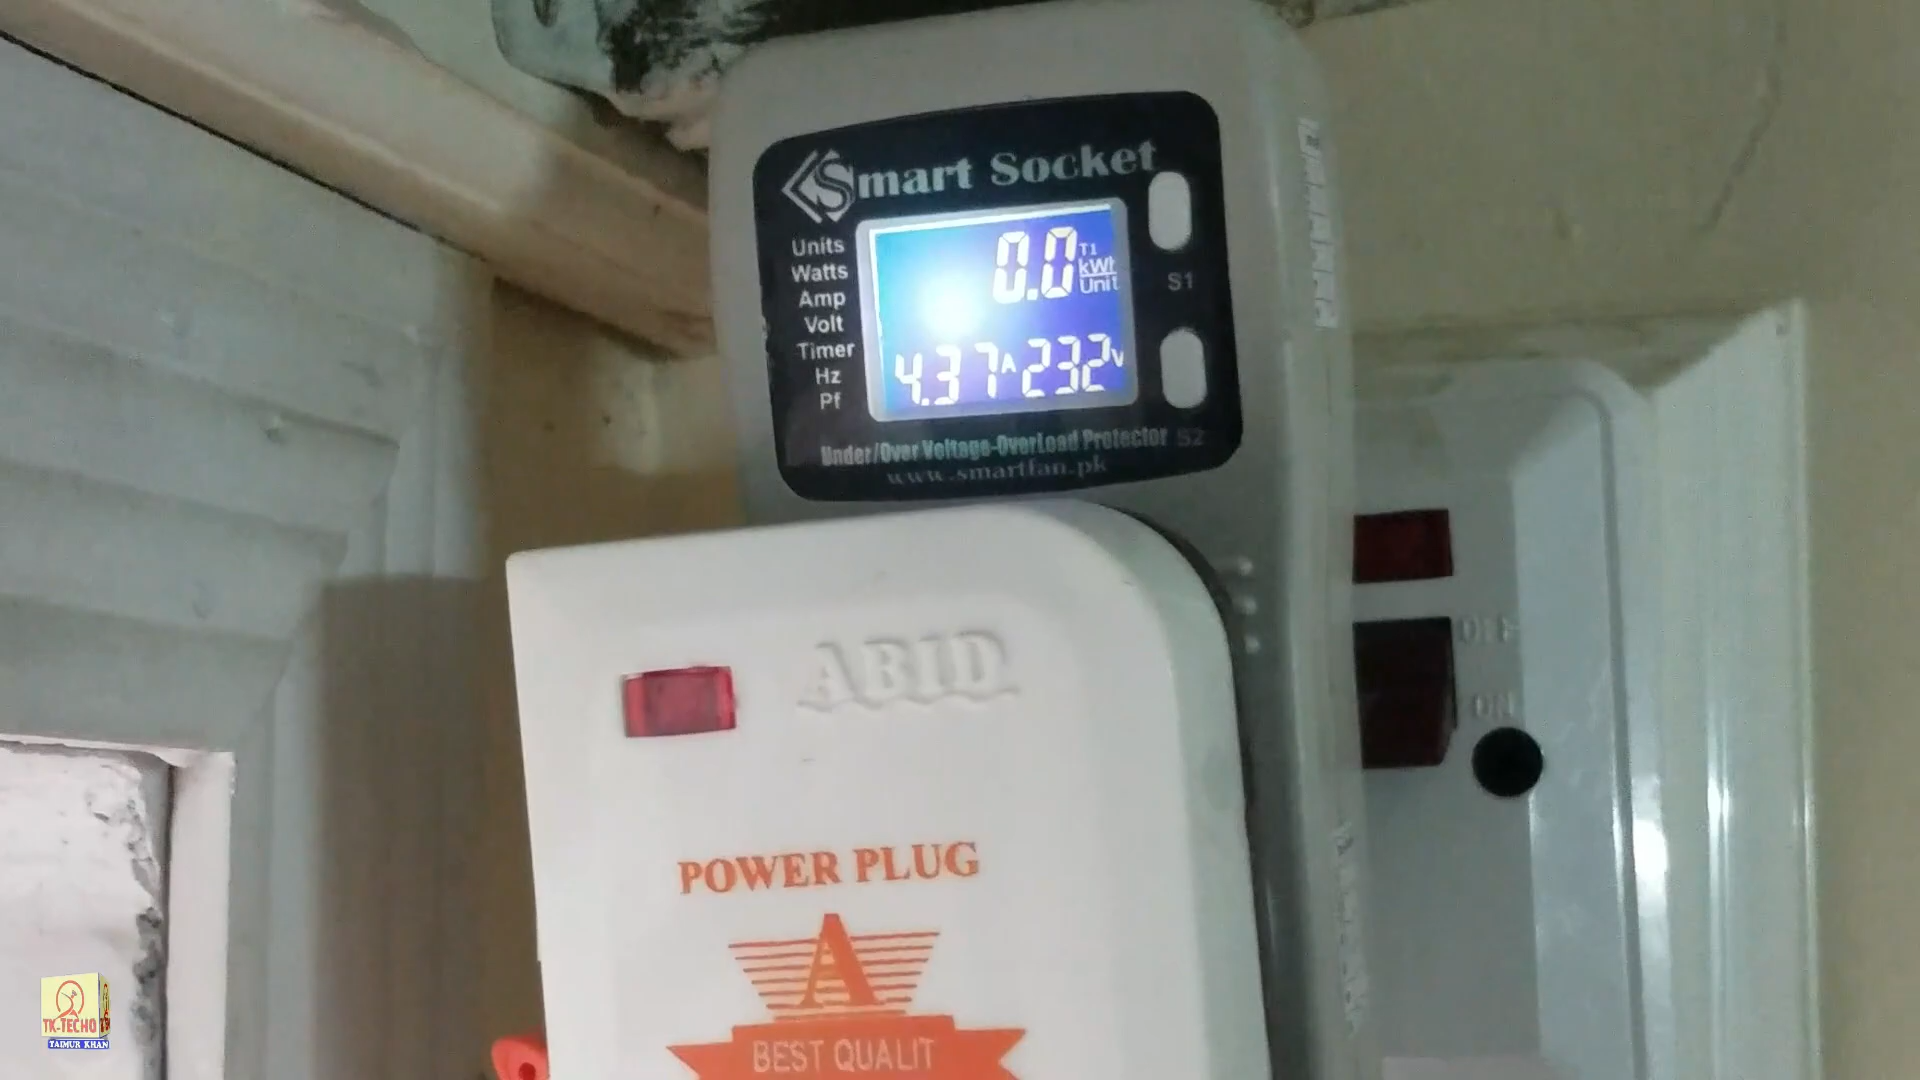 Smart Socket
Units
Watts
Amp
Volt
Timer
Hz
Pf
0.0 T1 kWh Unit
4.37A 232V
S1
S2
Under/Over Voltage-OverLoad Protector
www.smartfan.pk
OFF
ON
ABID
POWER PLUG
A
BEST QUALIT
TK-TECHO
TAIMUR KHAN